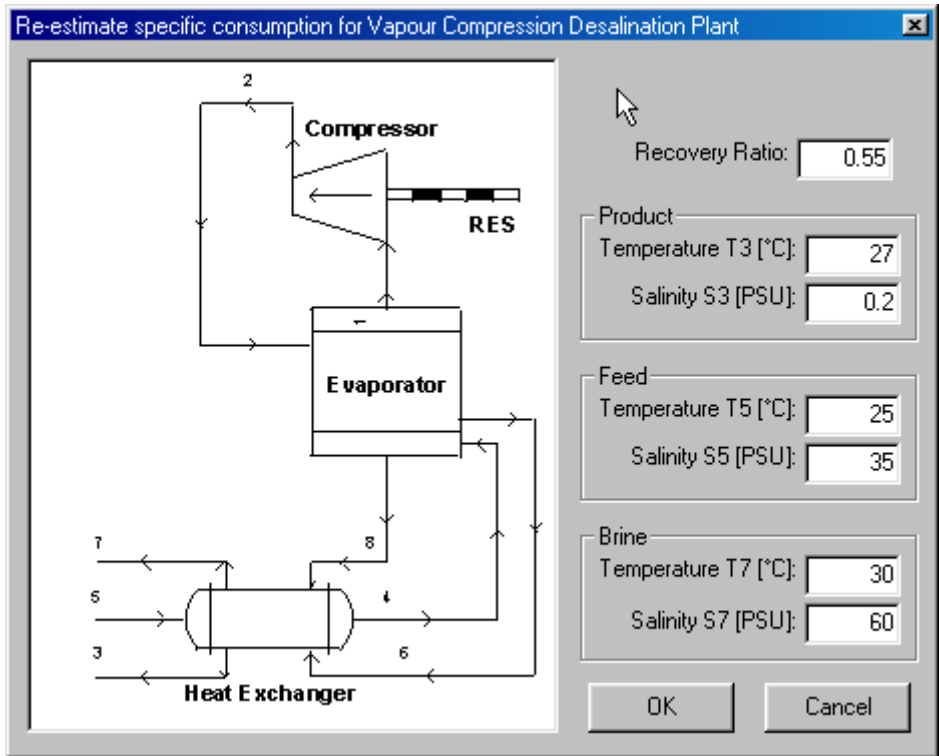 Re-estimate specific consumption for Vapour Compression Desalination Plant
2
Compressor
RES
1
Evaporator
7
8
5
4
3
6
Heat Exchanger
Recovery Ratio: 0.55
Product
Temperature T3 [°C]: 27
Salinity S3 [PSU]: 0.2
Feed
Temperature T5 [°C]: 25
Salinity S5 [PSU]: 35
Brine
Temperature T7 [°C]: 30
Salinity S7 [PSU]: 60
OK Cancel